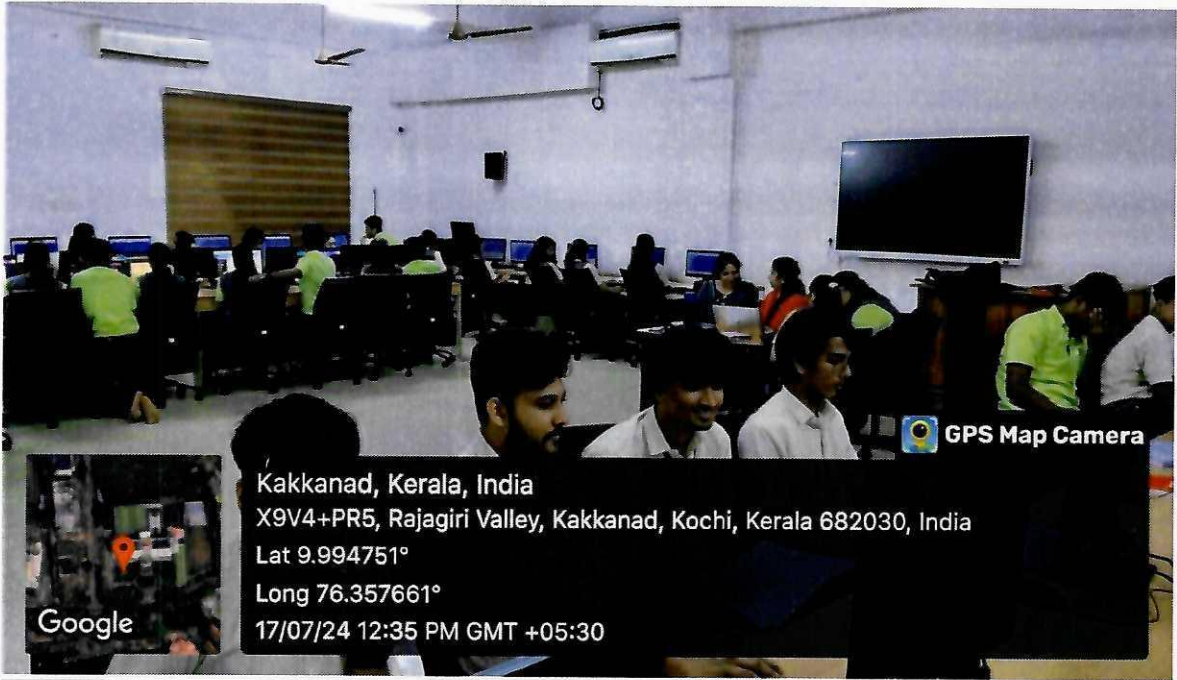 GPS Map Camera
Kakkanad, Kerala, India
X9V4+PR5, Rajagiri Valley, Kakkanad, Kochi, Kerala 682030, India
Lat 9.994751°
Long 76.357661°
17/07/24 12:35 PM GMT +05:30
Google